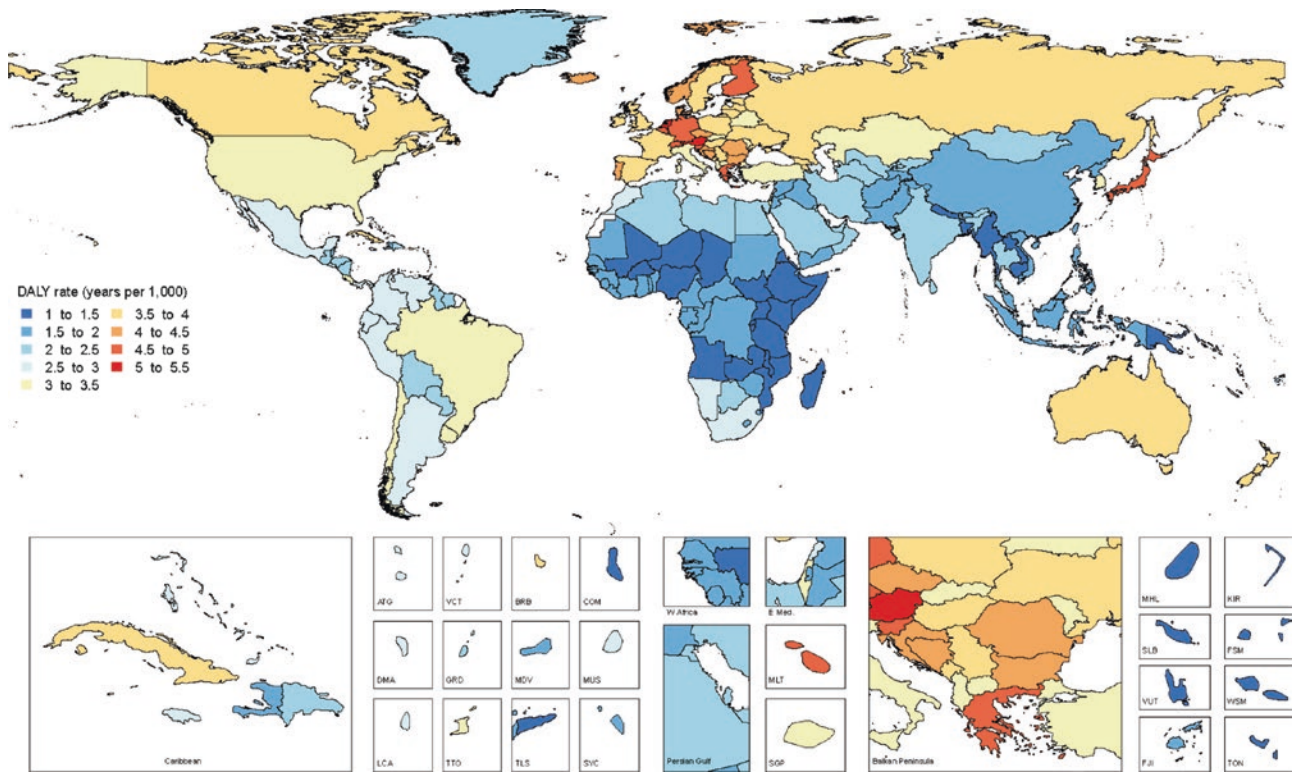 DALY rate (years per 1,000)
1 to 1.5
1.5 to 2
2 to 2.5
2.5 to 3
3 to 3.5
3.5 to 4
4 to 4.5
4.5 to 5
5 to 5.5
Caribbean
ATG
VCT
BRB
COM
DMA
GRD
MDV
MUS
LCA
TTO
TLS
SYC
W Africa
E Med.
Persian Gulf
MLT
SGP
Balkan Peninsula
MHL
KIR
SLB
FSM
VUT
WSM
FJI
TON